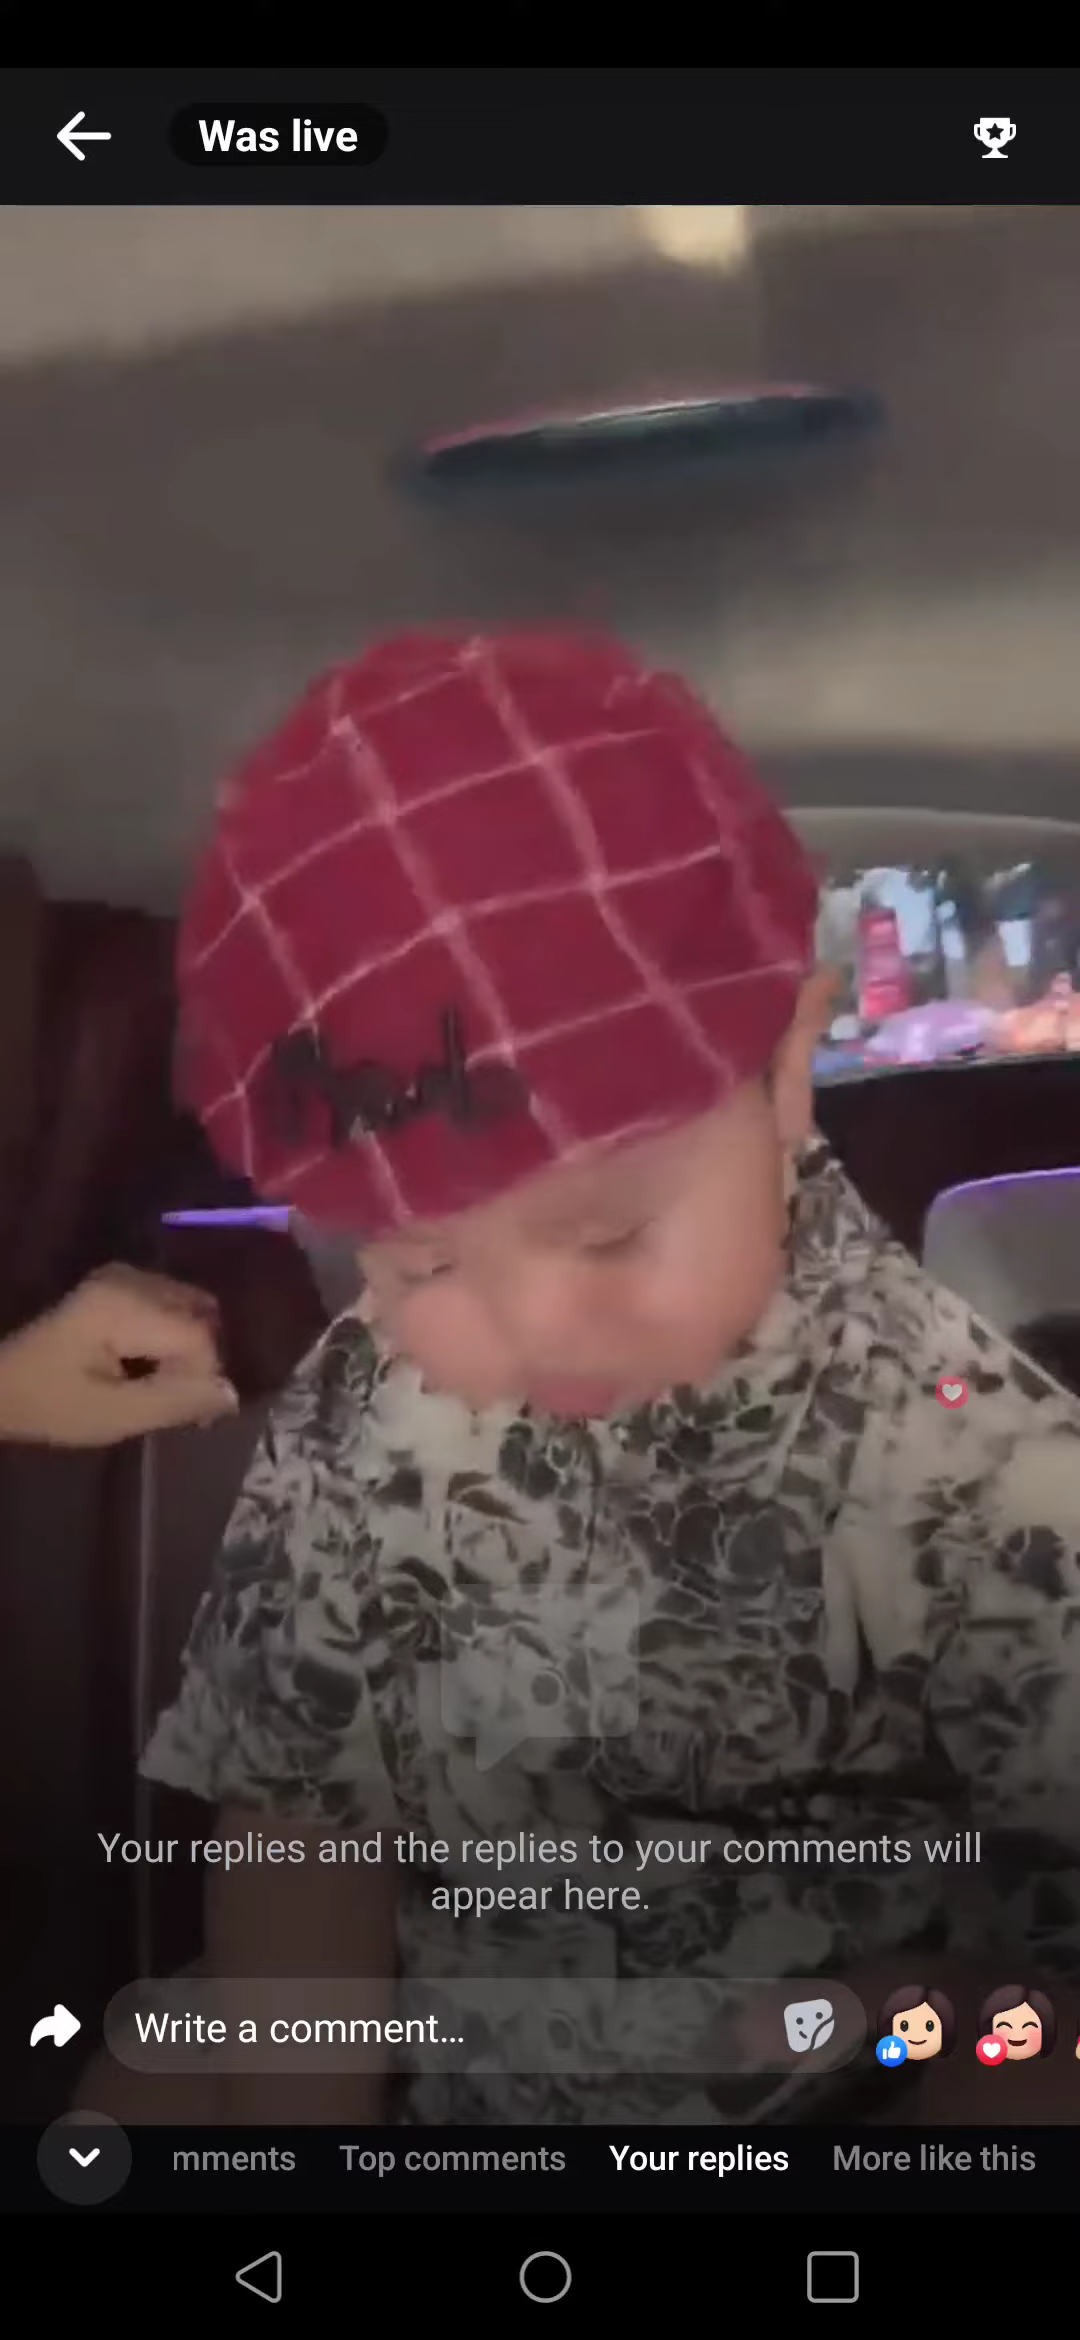 Was live
Your replies and the replies to your comments will
appear here.
Write a comment...
mments Top comments Your replies More like this